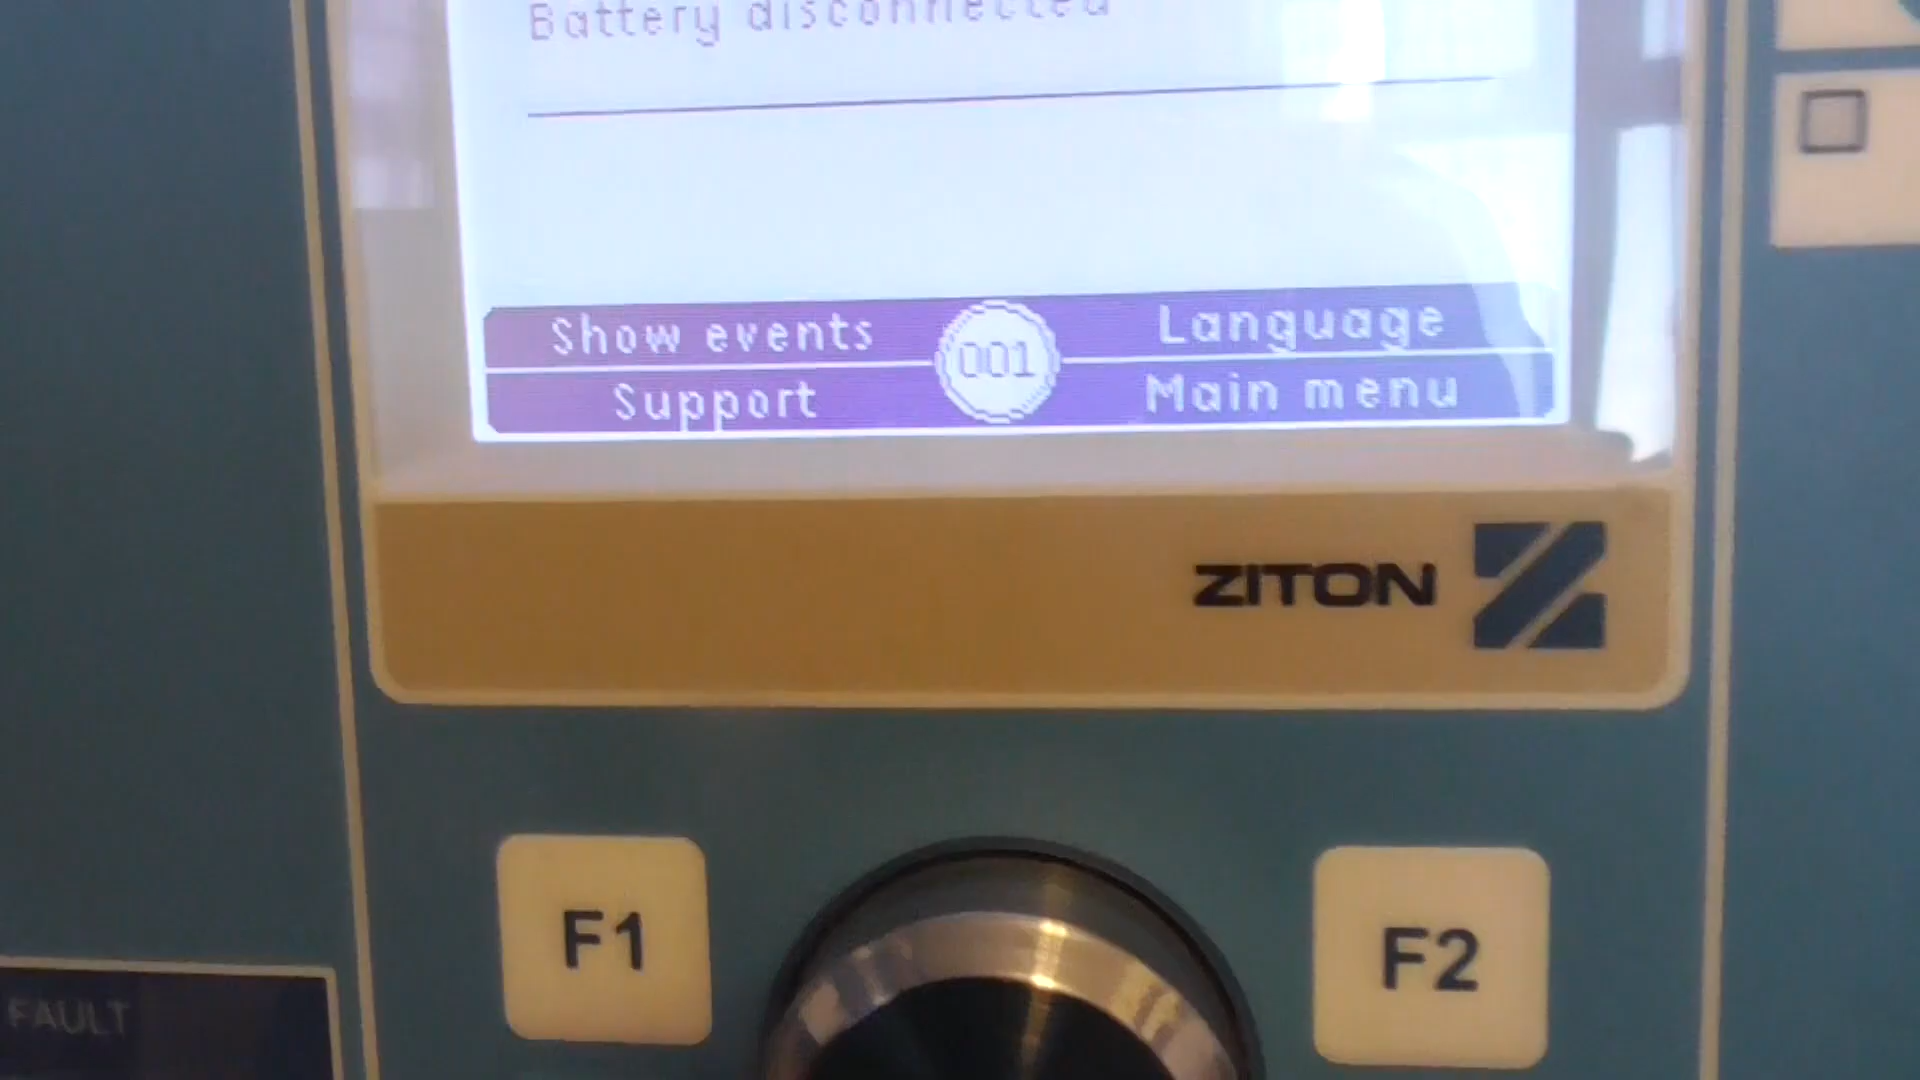 Battery disconnected
Show events
001
Language
Support
Main menu
ZITON
F1
F2
FAULT